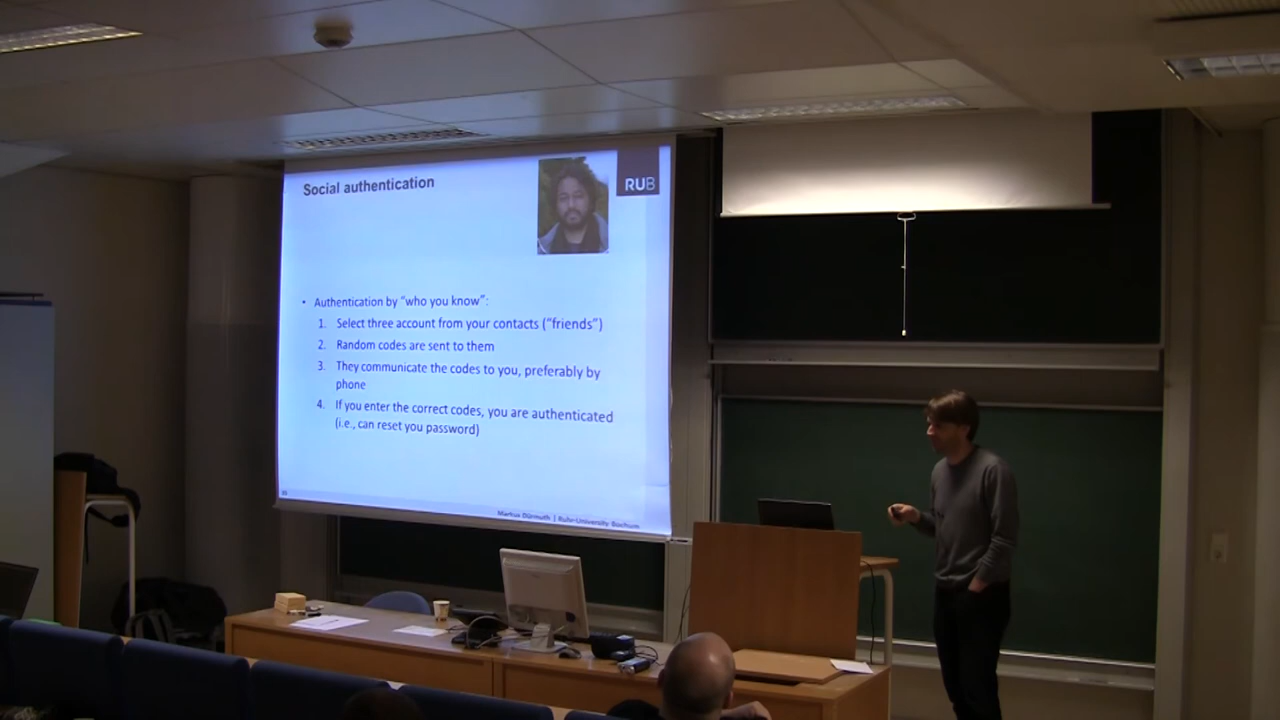 Social authentication
RUB
• Authentication by “who you know”:
1. Select three account from your contacts (“friends”)
2. Random codes are sent to them
3. They communicate the codes to you, preferably by
phone
4. If you enter the correct codes, you are authenticated
(i.e., can reset you password)
Markus Dürmuth | Ruhr-University Bochum